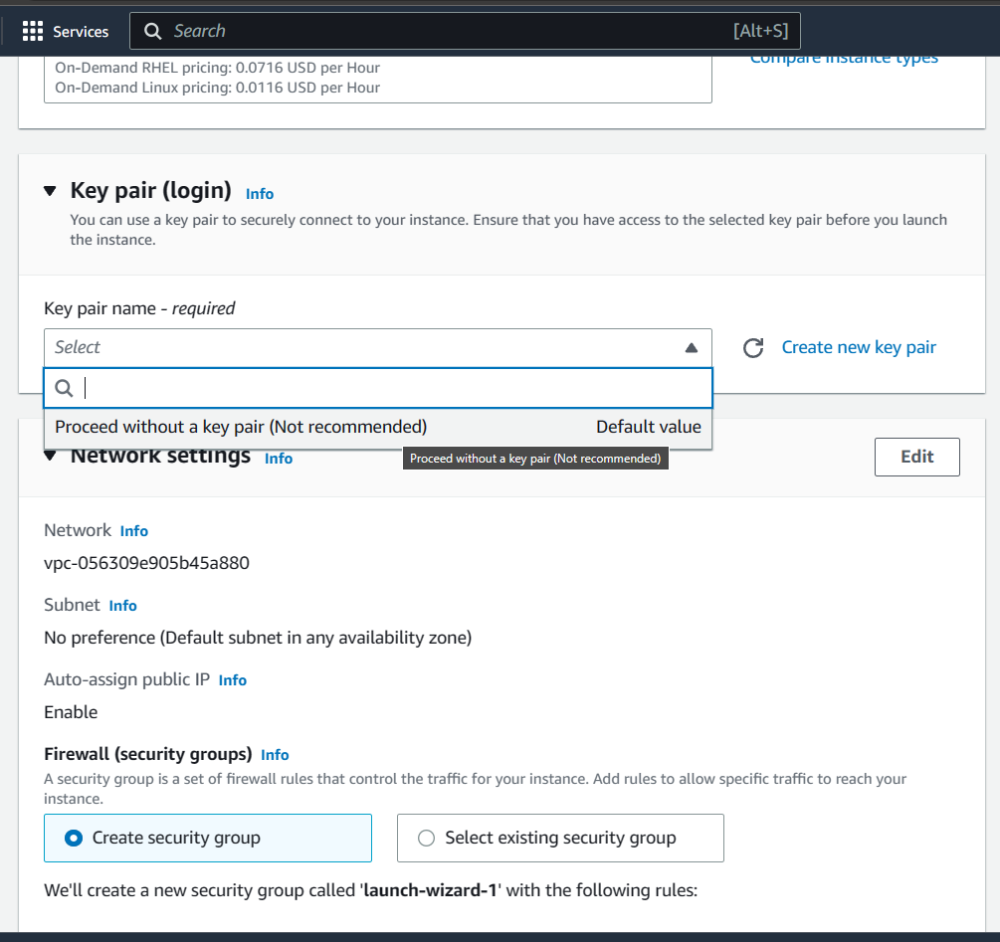 Services
Search
[Alt+S]
On-Demand RHEL pricing: 0.0716 USD per Hour
Compare instance types
On-Demand Linux pricing: 0.0116 USD per Hour
Key pair (login) Info
You can use a key pair to securely connect to your instance. Ensure that you have access to the selected key pair before you launch
the instance.
Key pair name - required
Select
Create new key pair
Proceed without a key pair (Not recommended) Default value
Network settings Info
Proceed without a key pair (Not recommended)
Edit
Network Info
vpc-056309e905b45a880
Subnet Info
No preference (Default subnet in any availability zone)
Auto-assign public IP Info
Enable
Firewall (security groups) Info
A security group is a set of firewall rules that control the traffic for your instance. Add rules to allow specific traffic to reach your
instance.
Create security group
Select existing security group
We'll create a new security group called 'launch-wizard-1' with the following rules: